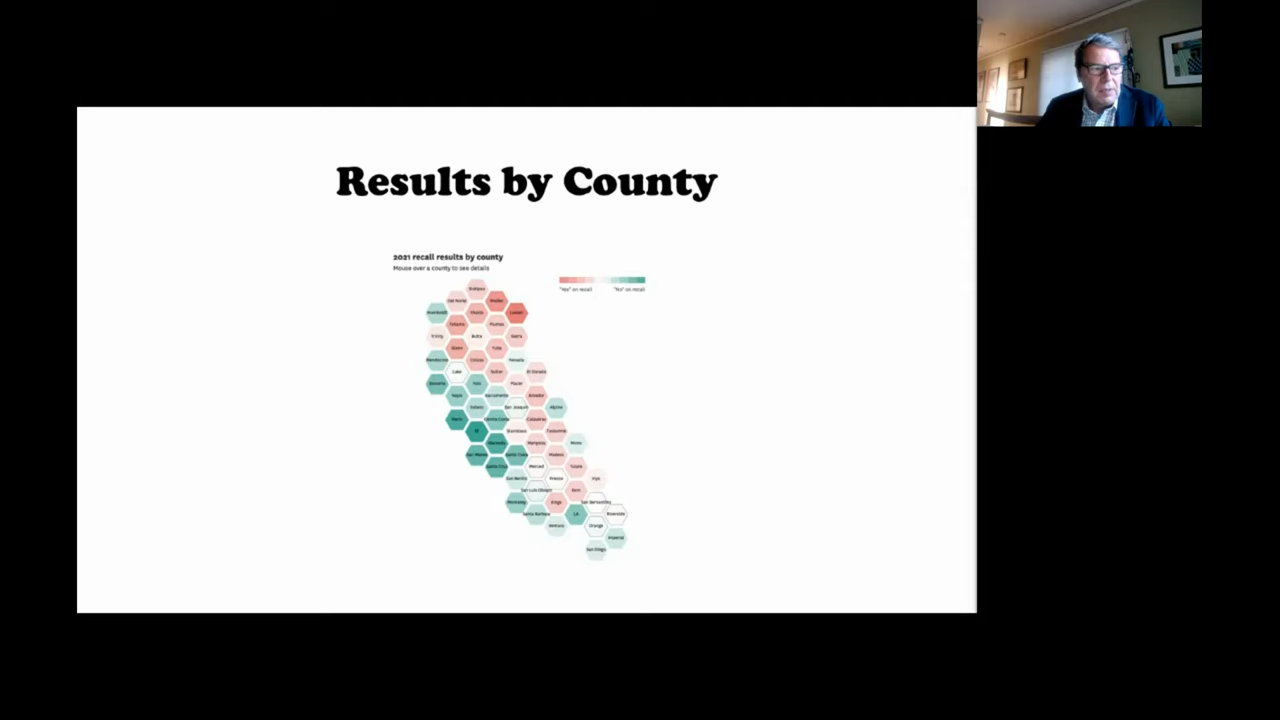 Results by County
2021 recall results by county
Mouse over a county to see details
"Yes" on recall "No" on recall
Siskiyou
Del Norte Modoc
Humboldt Shasta Lassen
Tehama Plumas
Trinity Butte Sierra
Glenn Yuba
Mendocino Colusa Nevada
Lake Sutter El Dorado
Sonoma Yolo Placer
Napa Sacramento Amador
Solano San Joaquin Alpine
Marin Contra Costa Calaveras
SF Stanislaus Tuolumne
Alameda Mariposa Mono
San Mateo Santa Clara Madera
Santa Cruz Merced Tulare
San Benito Fresno Inyo
San Luis Obispo Kern
Monterey Kings San Bernardino
Santa Barbara LA Riverside
Ventura Orange
Imperial
San Diego